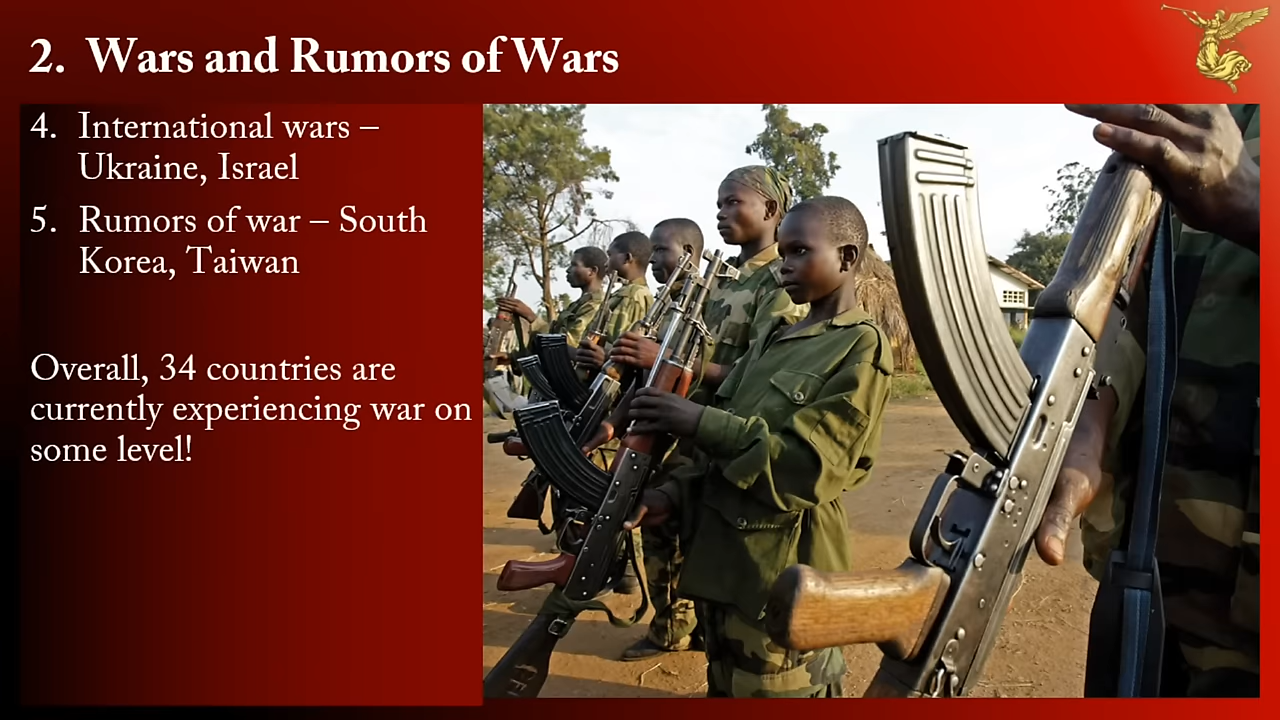 2. Wars and Rumors of Wars
4. International wars –
Ukraine, Israel
5. Rumors of war – South
Korea, Taiwan
Overall, 34 countries are
currently experiencing war on
some level!